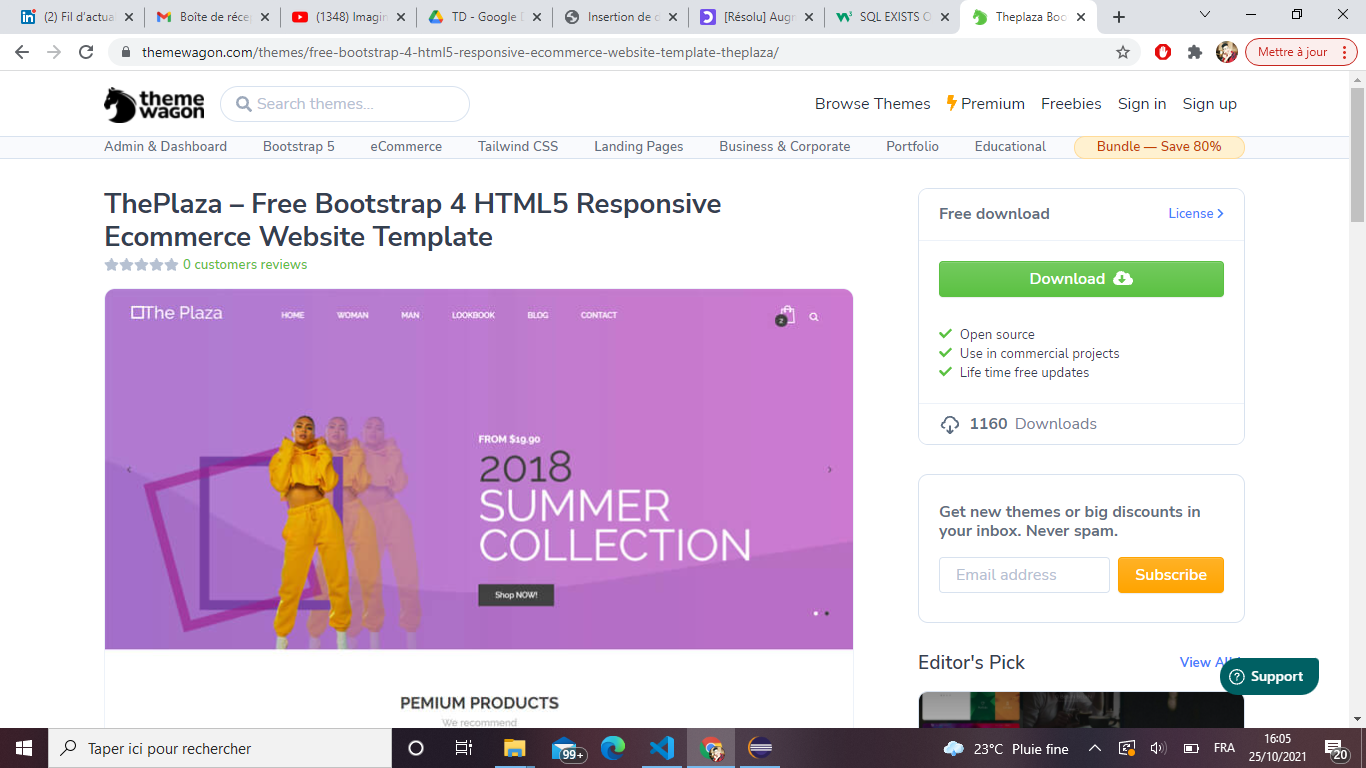 (2) Fil d'actua
Boîte de récep
(1348) Imagin
TD - Google D
Insertion de d
[Résolu] Augm
SQL EXISTS O
Theplaza Boo
themewagon.com/themes/free-bootstrap-4-html5-responsive-ecommerce-website-template-theplaza/
Mettre à jour
theme
wagon
Search themes...
Browse Themes
Premium
Freebies
Sign in
Sign up
Admin & Dashboard
Bootstrap 5
eCommerce
Tailwind CSS
Landing Pages
Business & Corporate
Portfolio
Educational
Bundle — Save 80%
ThePlaza – Free Bootstrap 4 HTML5 Responsive
Ecommerce Website Template
0 customers reviews
The Plaza
HOME
WOMAN
MAN
LOOKBOOK
BLOG
CONTACT
2
FROM $19.90
2018
SUMMER
COLLECTION
Shop NOW!
PEMIUM PRODUCTS
We recommend
Free download
License
Download
Open source
Use in commercial projects
Life time free updates
1160 Downloads
Get new themes or big discounts in
your inbox. Never spam.
Email address
Subscribe
Editor's Pick
View All
Support
Taper ici pour rechercher
99+
23°C Pluie fine
FRA
16:05
25/10/2021
20